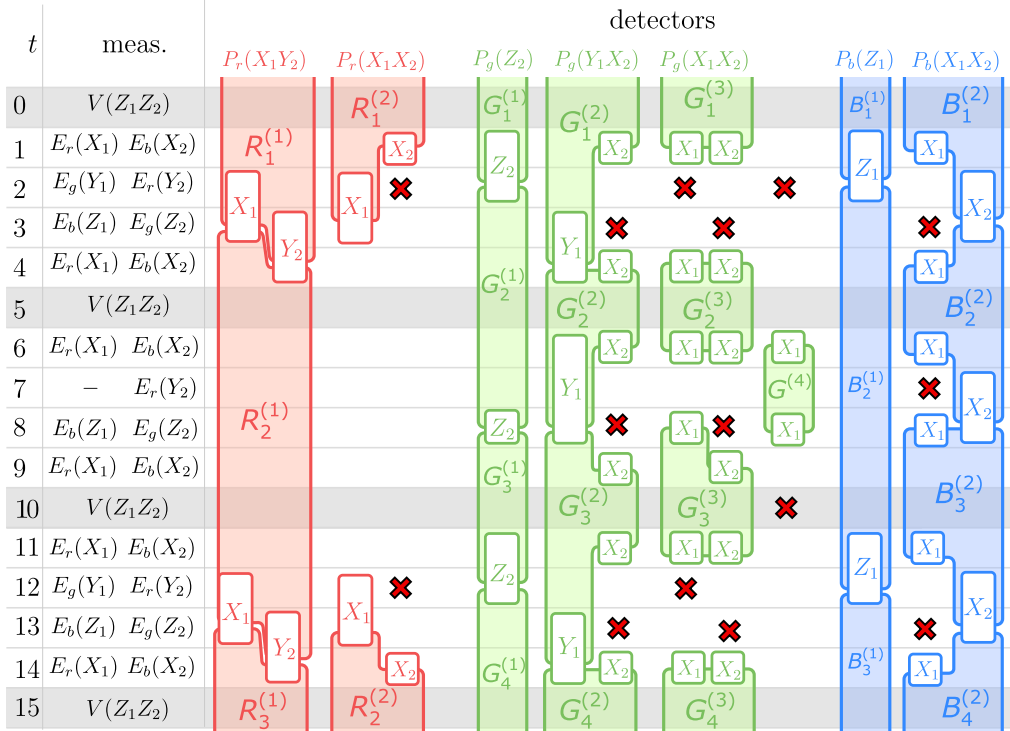 detectors
t meas. P_r(X_1Y_2) P_r(X_1X_2) P_g(Z_2) P_g(Y_1X_2) P_g(X_1X_2) P_b(Z_1) P_b(X_1X_2)
0 V(Z_1Z_2) R_1^{(2)} G_1^{(1)} G_1^{(2)} G_1^{(3)} B_1^{(1)} B_1^{(2)}
1 E_r(X_1) E_b(X_2) R_1^{(1)} X_2 Z_2 X_2 X_1 X_2 Z_1 X_1
2 E_g(Y_1) E_r(Y_2) X_1 X_1 X_2
3 E_b(Z_1) E_g(Z_2) Y_2 Y_1
4 E_r(X_1) E_b(X_2) X_2 X_1 X_2 X_1
5 V(Z_1Z_2) G_2^{(1)} G_2^{(2)} G_2^{(3)} B_2^{(2)}
6 E_r(X_1) E_b(X_2) X_2 X_1 X_2 X_1 X_1
7 – E_r(Y_2) Y_1 G^{(4)} B_2^{(1)} X_2
8 E_b(Z_1) E_g(Z_2) R_2^{(1)} Z_2 X_1 X_1 X_1
9 E_r(X_1) E_b(X_2) G_3^{(1)} X_2 X_2
10 V(Z_1Z_2) G_3^{(2)} G_3^{(3)} B_3^{(2)}
11 E_r(X_1) E_b(X_2) Z_2 X_2 X_1 X_2 Z_1 X_1
12 E_g(Y_1) E_r(Y_2) X_1 X_1 X_2
13 E_b(Z_1) E_g(Z_2) Y_2 Y_1
14 E_r(X_1) E_b(X_2) X_2 G_4^{(1)} X_2 X_1 X_2 B_3^{(1)} X_1
15 V(Z_1Z_2) R_3^{(1)} R_2^{(2)} G_4^{(2)} G_4^{(3)} B_4^{(2)}